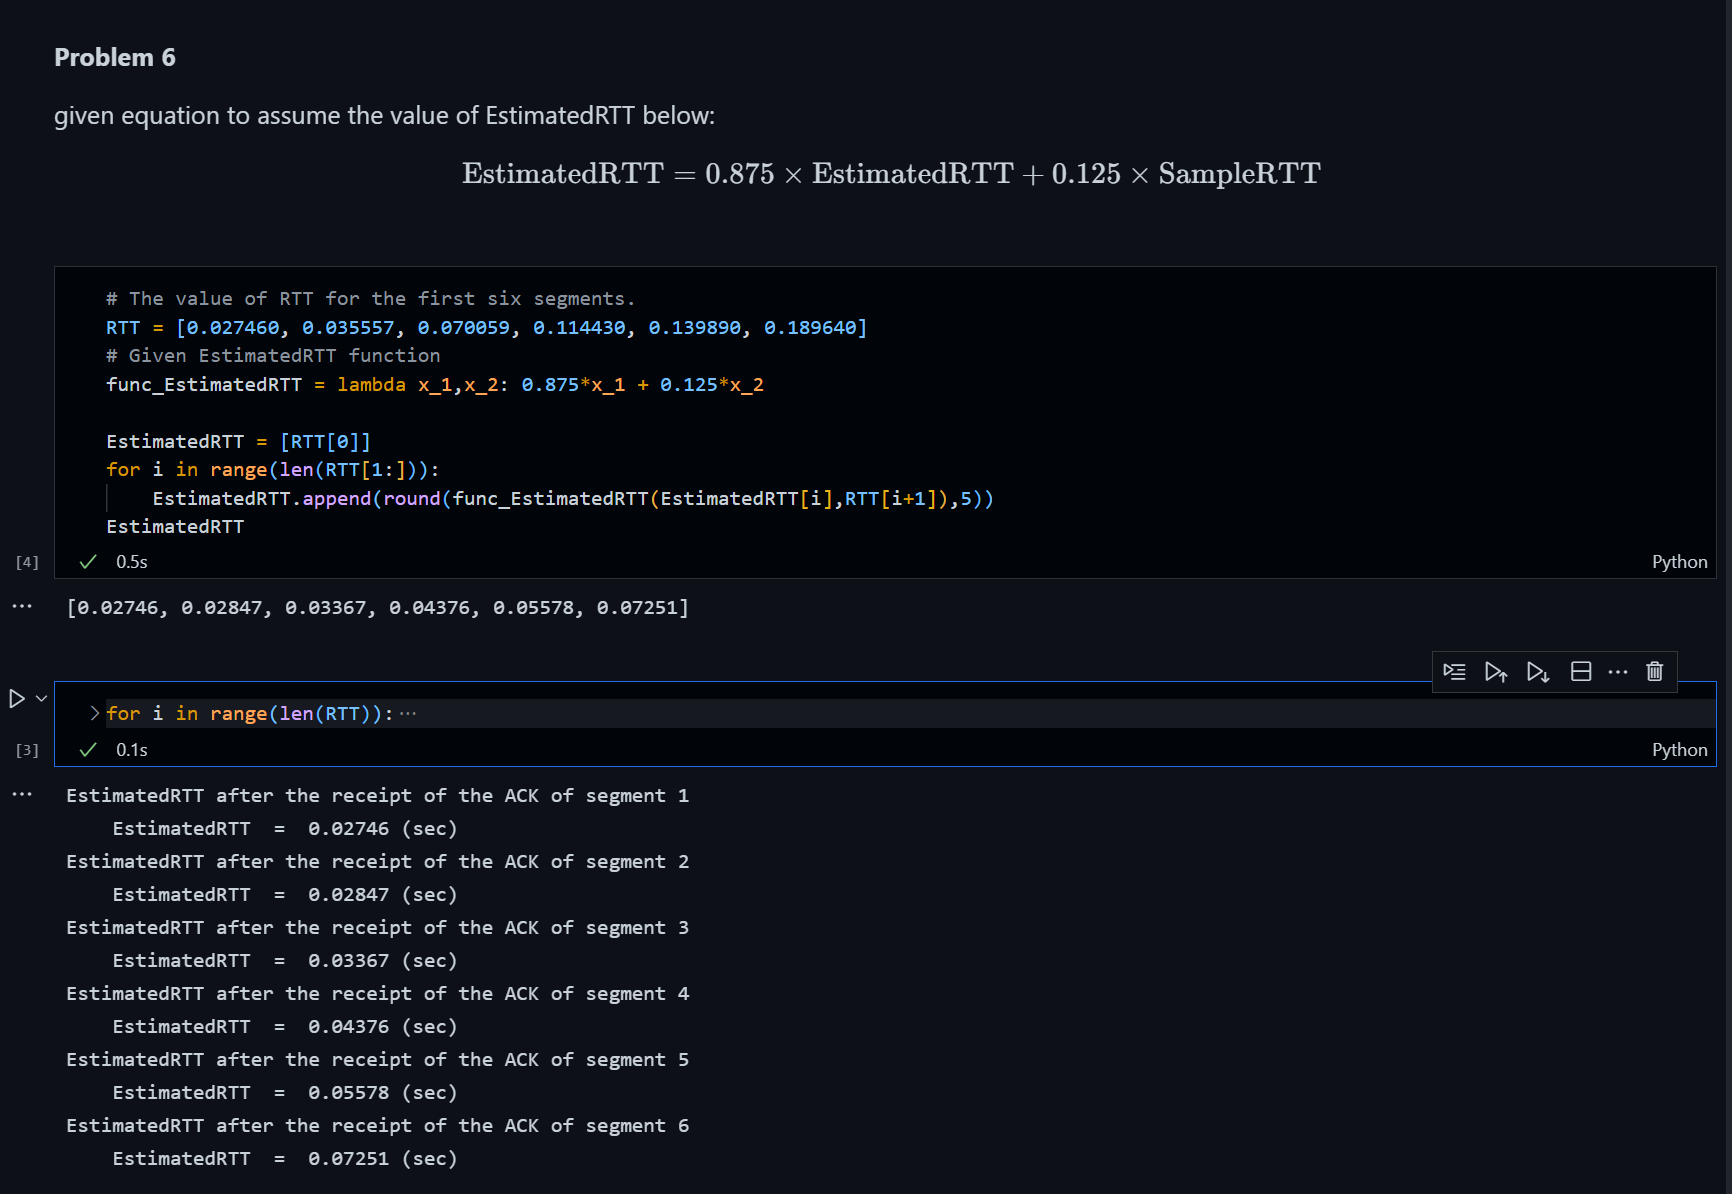 Problem 6
given equation to assume the value of EstimatedRTT below:
EstimatedRTT = 0.875 × EstimatedRTT + 0.125 × SampleRTT
# The value of RTT for the first six segments.
RTT = [0.027460, 0.035557, 0.070059, 0.114430, 0.139890, 0.189640]
# Given EstimatedRTT function
func_EstimatedRTT = lambda x_1,x_2: 0.875*x_1 + 0.125*x_2
EstimatedRTT = [RTT[0]]
for i in range(len(RTT[1:])):
    EstimatedRTT.append(round(func_EstimatedRTT(EstimatedRTT[i],RTT[i+1]),5))
EstimatedRTT
[4] 0.5s Python
[0.02746, 0.02847, 0.03367, 0.04376, 0.05578, 0.07251]
for i in range(len(RTT)):···
[3] 0.1s Python
EstimatedRTT after the receipt of the ACK of segment 1
    EstimatedRTT  =  0.02746 (sec)
EstimatedRTT after the receipt of the ACK of segment 2
    EstimatedRTT  =  0.02847 (sec)
EstimatedRTT after the receipt of the ACK of segment 3
    EstimatedRTT  =  0.03367 (sec)
EstimatedRTT after the receipt of the ACK of segment 4
    EstimatedRTT  =  0.04376 (sec)
EstimatedRTT after the receipt of the ACK of segment 5
    EstimatedRTT  =  0.05578 (sec)
EstimatedRTT after the receipt of the ACK of segment 6
    EstimatedRTT  =  0.07251 (sec)